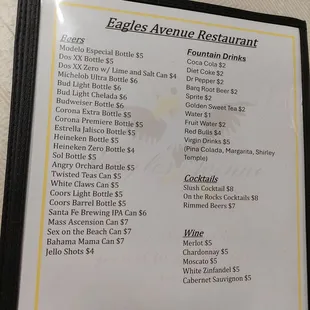 Eagles Avenue Restaurant
Beers
Modelo Especial Bottle $5
Dos XX Bottle $5
Dos XX Zero w/ Lime and Salt Can $4
Michelob Ultra Bottle $6
Bud Light Bottle $6
Bud Light Chelada $6
Budweiser Bottle $6
Corona Extra Bottle $5
Corona Premiere Bottle $5
Estrella Jalisco Bottle $5
Heineken Bottle $5
Heineken Zero Bottle $4
Sol Bottle $5
Angry Orchard Bottle $5
Twisted Teas Can $5
White Claws Can $5
Coors Light Bottle $5
Coors Barrel Bottle $5
Santa Fe Brewing IPA Can $6
Mass Ascension Can $7
Sex on the Beach Can $7
Bahama Mama Can $7
Jello Shots $4
Fountain Drinks
Coca Cola $2
Diet Coke $2
Dr Pepper $2
Barq Root Beer $2
Sprite $2
Golden Sweet Tea $2
Water $1
Fruit Water $2
Red Bulls $4
Virgin Drinks $5
(Pina Colada, Margarita, Shirley
Temple)
Cocktails
Slush Cocktail $8
On the Rocks Cocktails $8
Rimmed Beers $7
Wine
Merlot $5
Chardonnay $5
Moscato $5
White Zinfandel $5
Cabernet Sauvignon $5